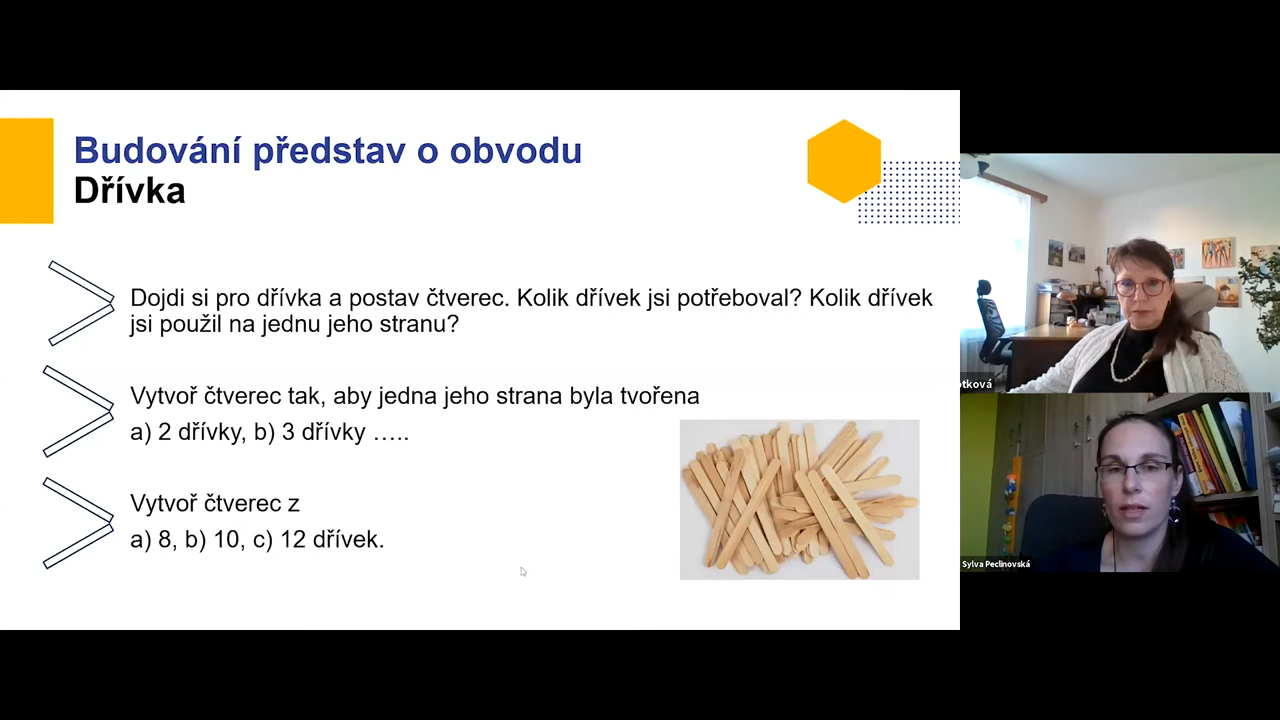 Budování představ o obvodu
Dřívka
Dojdi si pro dřívka a postav čtverec. Kolik dřívek jsi potřeboval? Kolik dřívek
jsi použil na jednu jeho stranu?
Vytvoř čtverec tak, aby jedna jeho strana byla tvořena
a) 2 dřívky, b) 3 dřívky …..
Vytvoř čtverec z
a) 8, b) 10, c) 12 dřívek.
otková
Sylva Peclinovská